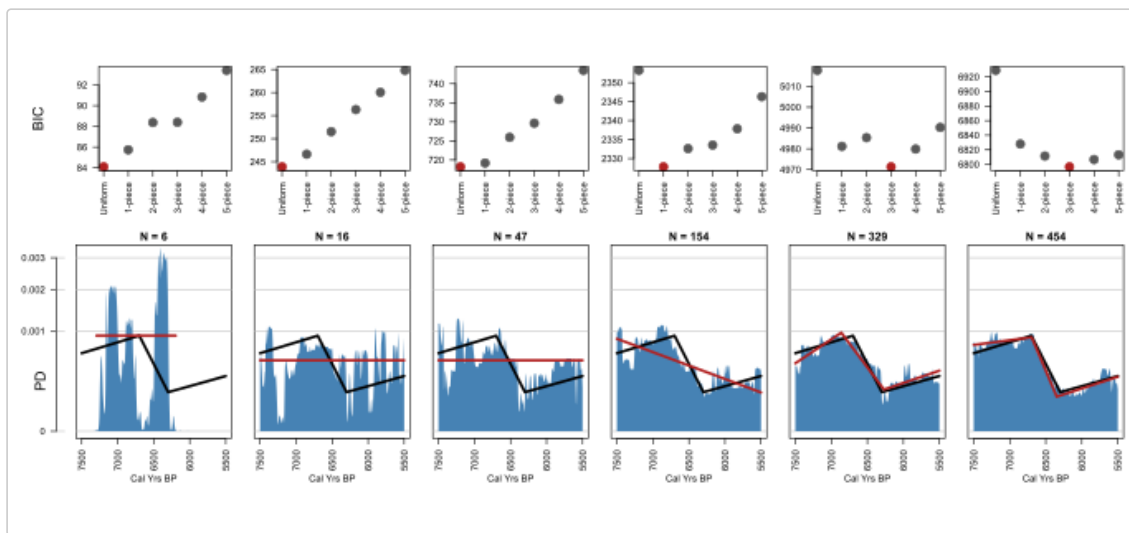 BIC
92
90
88
86
84
Uniform
1-piece
2-piece
3-piece
4-piece
5-piece
265
260
255
250
245
Uniform
1-piece
2-piece
3-piece
4-piece
5-piece
740
735
730
725
720
Uniform
1-piece
2-piece
3-piece
4-piece
5-piece
2350
2345
2340
2335
2330
Uniform
1-piece
2-piece
3-piece
4-piece
5-piece
5010
5000
4990
4980
4970
Uniform
1-piece
2-piece
3-piece
4-piece
5-piece
6920
6900
6880
6860
6840
6820
6800
Uniform
1-piece
2-piece
3-piece
4-piece
5-piece
PD
0.003
0.002
0.001
0
N = 6
7500
7000
6500
6000
5500
Cal Yrs BP
N = 16
7500
7000
6500
6000
5500
Cal Yrs BP
N = 47
7500
7000
6500
6000
5500
Cal Yrs BP
N = 154
7500
7000
6500
6000
5500
Cal Yrs BP
N = 329
7500
7000
6500
6000
5500
Cal Yrs BP
N = 454
7500
7000
6500
6000
5500
Cal Yrs BP